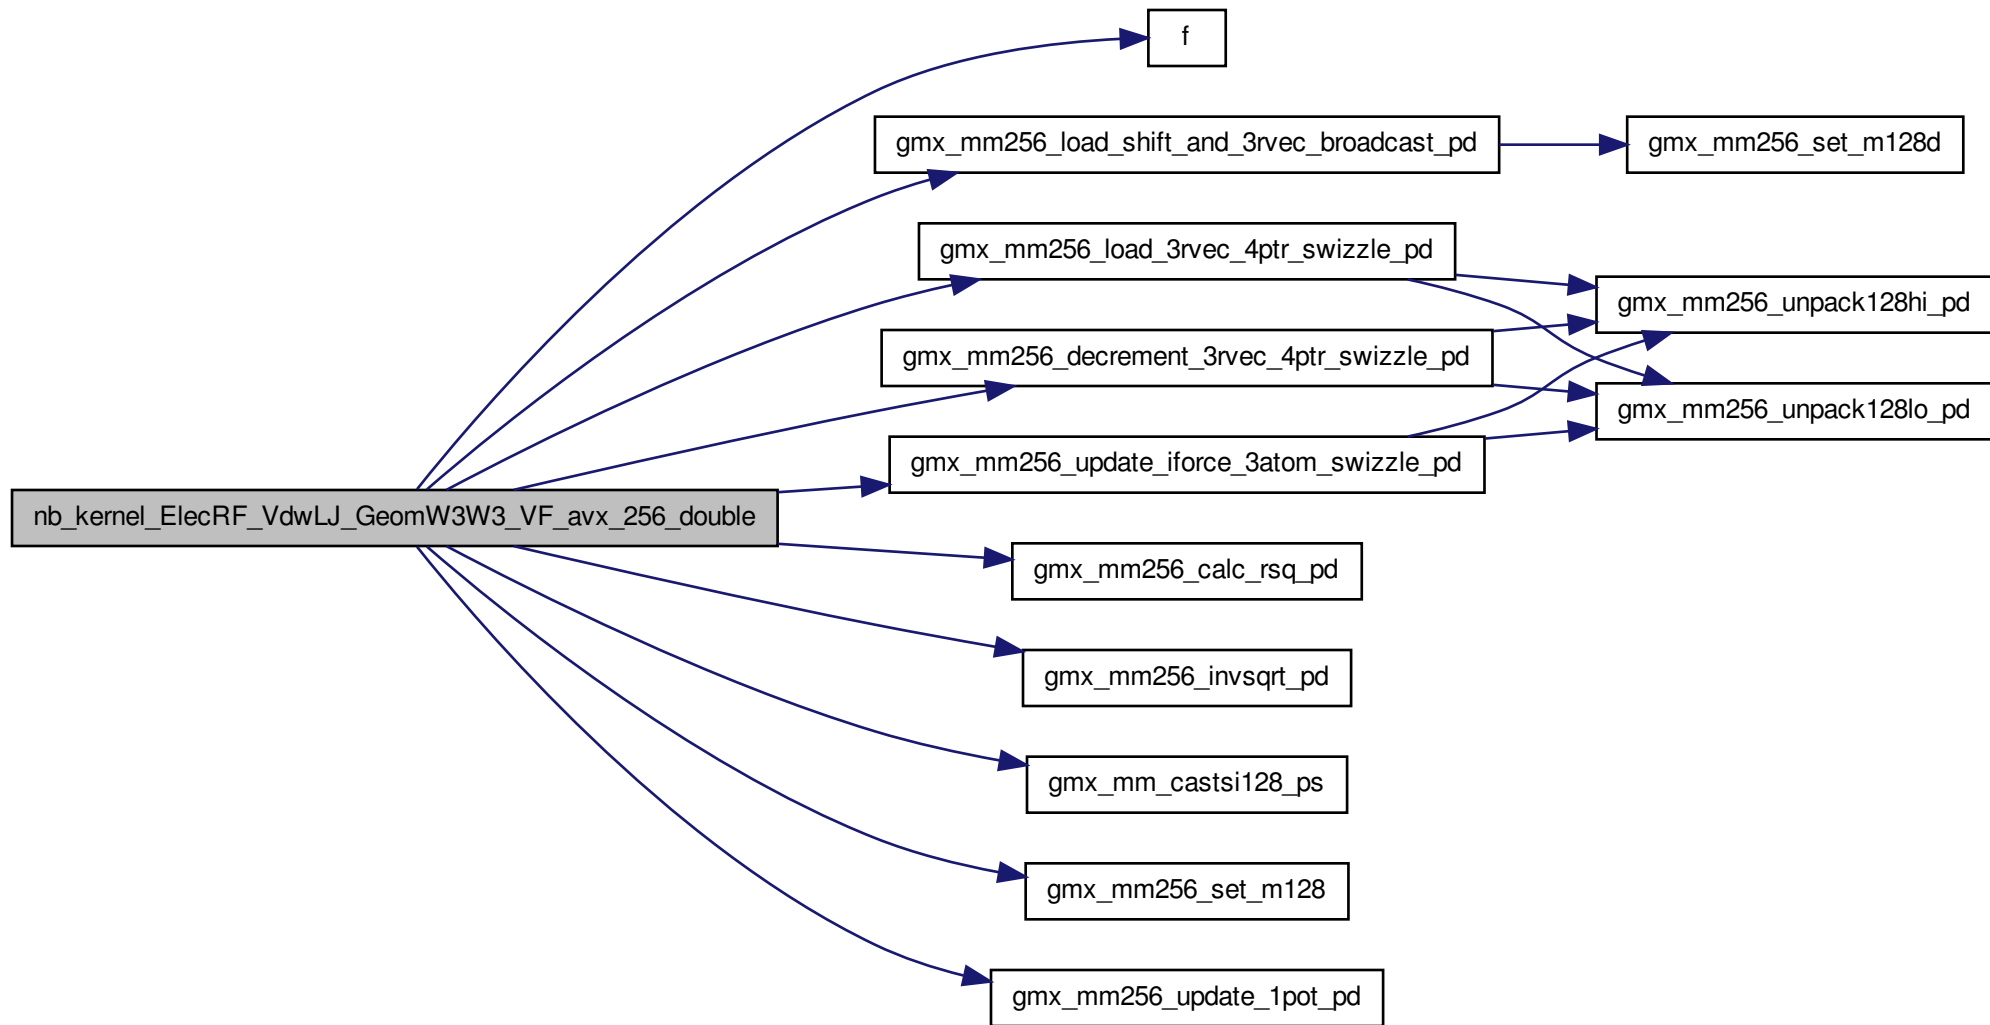 f
gmx_mm256_load_shift_and_3rvec_broadcast_pd
gmx_mm256_set_m128d
gmx_mm256_load_3rvec_4ptr_swizzle_pd
gmx_mm256_unpack128hi_pd
gmx_mm256_decrement_3rvec_4ptr_swizzle_pd
gmx_mm256_unpack128lo_pd
gmx_mm256_update_iforce_3atom_swizzle_pd
nb_kernel_ElecRF_VdwLJ_GeomW3W3_VF_avx_256_double
gmx_mm256_calc_rsq_pd
gmx_mm256_invsqrt_pd
gmx_mm_castsi128_ps
gmx_mm256_set_m128
gmx_mm256_update_1pot_pd